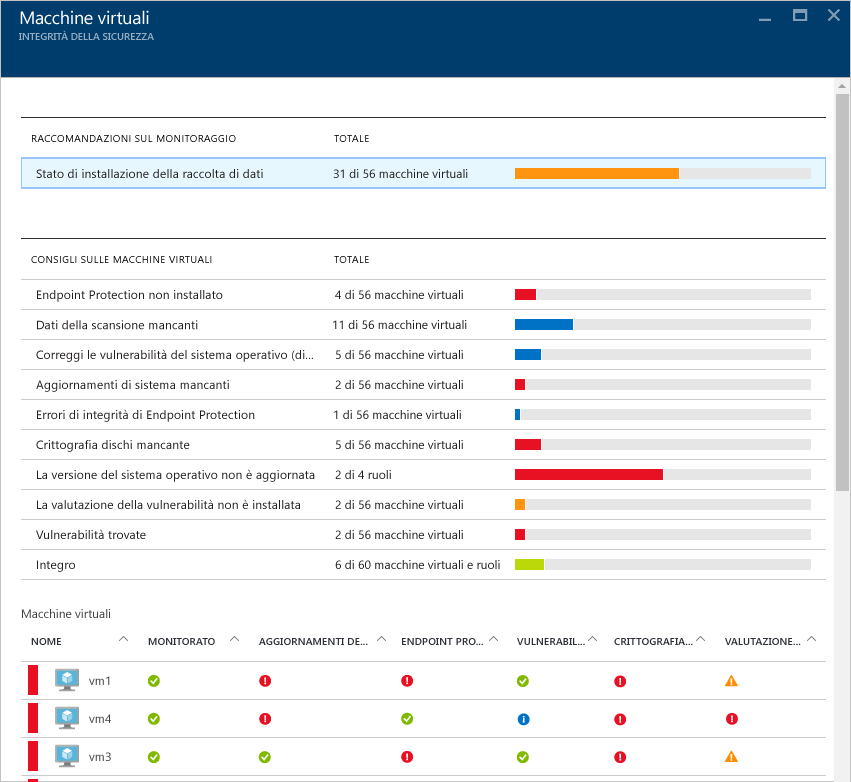 Macchine virtuali
INTEGRITÀ DELLA SICUREZZA
RACCOMANDAZIONI SUL MONITORAGGIO TOTALE
Stato di installazione della raccolta di dati 31 di 56 macchine virtuali
CONSIGLI SULLE MACCHINE VIRTUALI TOTALE
Endpoint Protection non installato 4 di 56 macchine virtuali
Dati della scansione mancanti 11 di 56 macchine virtuali
Correggi le vulnerabilità del sistema operativo (di... 5 di 56 macchine virtuali
Aggiornamenti di sistema mancanti 2 di 56 macchine virtuali
Errori di integrità di Endpoint Protection 1 di 56 macchine virtuali
Crittografia dischi mancante 5 di 56 macchine virtuali
La versione del sistema operativo non è aggiornata 2 di 4 ruoli
La valutazione della vulnerabilità non è installata 2 di 56 macchine virtuali
Vulnerabilità trovate 2 di 56 macchine virtuali
Integro 6 di 60 macchine virtuali e ruoli
Macchine virtuali
NOME MONITORATO AGGIORNAMENTI DE... ENDPOINT PRO... VULNERABIL... CRITTOGRAFIA... VALUTAZIONE...
vm1
vm4
vm3